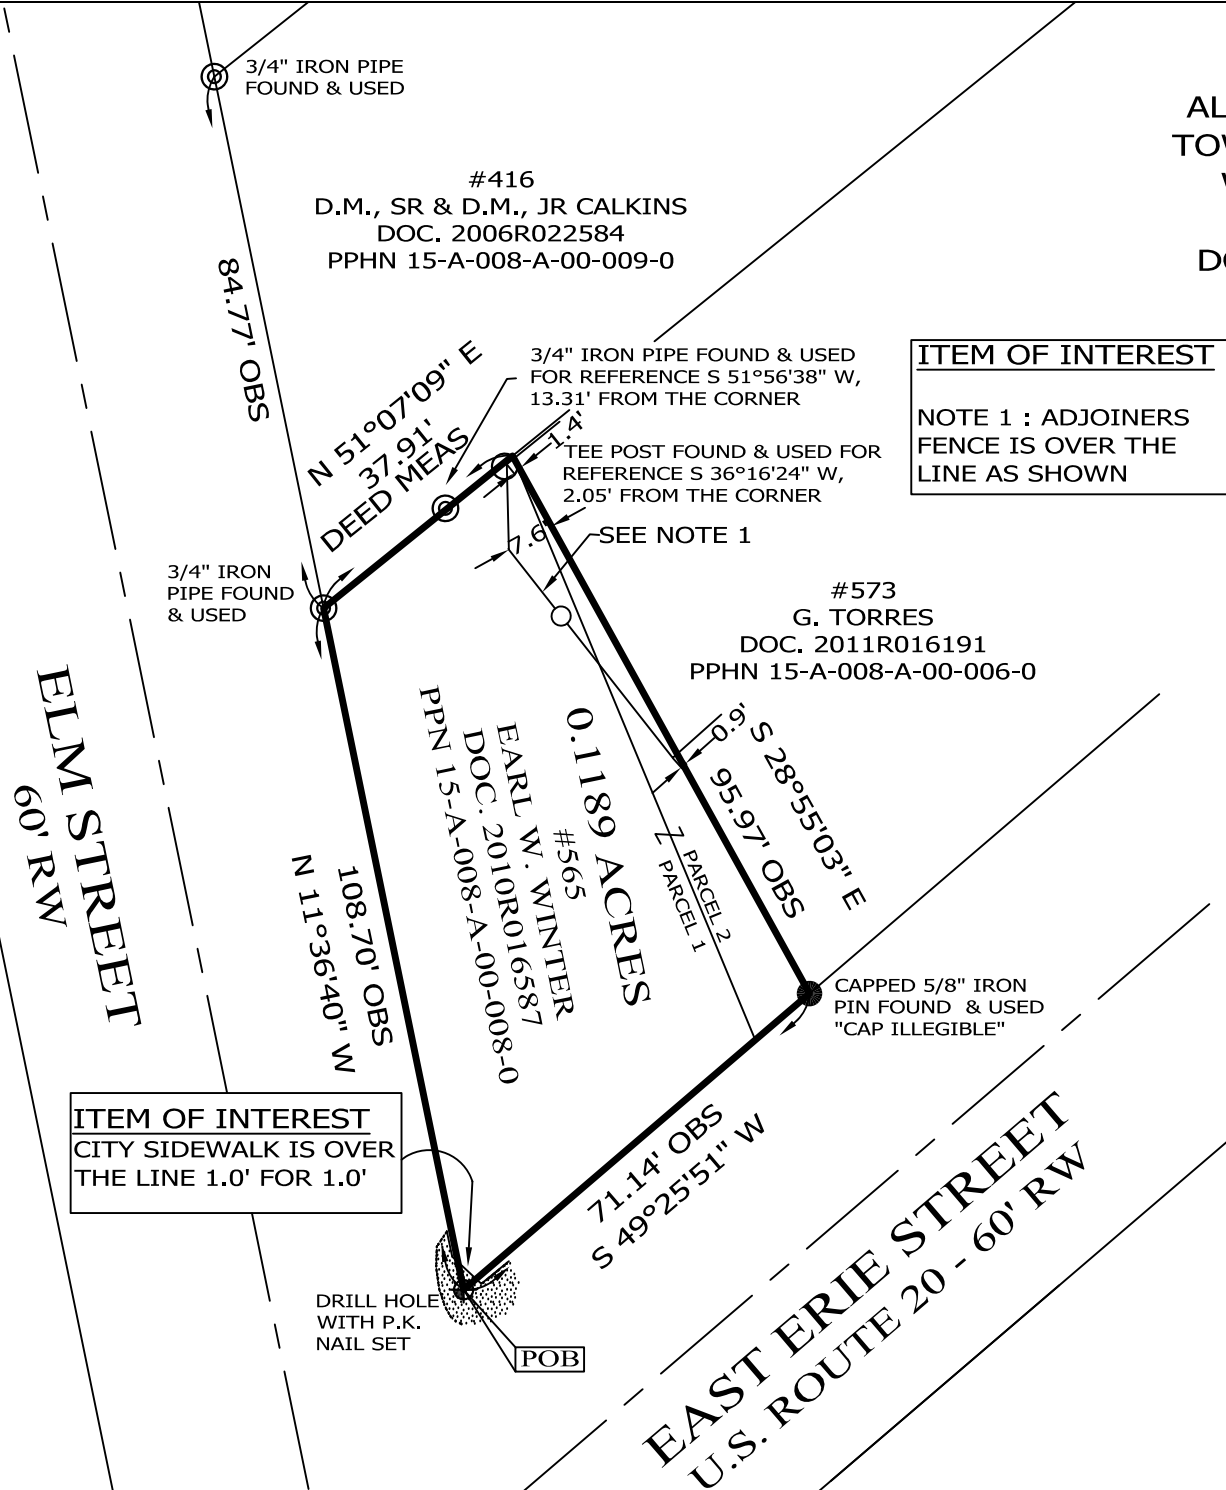 3/4" IRON PIPE
FOUND & USED
#416
D.M., SR & D.M., JR CALKINS
DOC. 2006R022584
PPHN 15-A-008-A-00-009-0
84.77' OBS
3/4" IRON PIPE FOUND & USED
FOR REFERENCE S 51°56'38" W,
13.31' FROM THE CORNER
ITEM OF INTEREST
NOTE 1 : ADJOINERS
FENCE IS OVER THE
LINE AS SHOWN
N 51°07'09" E
37.91'
DEED MEAS
1.4'
TEE POST FOUND & USED FOR
REFERENCE S 36°16'24" W,
2.05' FROM THE CORNER
7.6'
SEE NOTE 1
3/4" IRON
PIPE FOUND
& USED
#573
G. TORRES
DOC. 2011R016191
PPHN 15-A-008-A-00-006-0
ELM STREET
60' RW
0.1189 ACRES
#565
EARL W. WINTER
DOC. 2010R016587
PPN 15-A-008-A-00-008-0
0.9'
S 28°55'03" E
95.97' OBS
PARCEL 2
PARCEL 1
108.70' OBS
N 11°36'40" W
CAPPED 5/8" IRON
PIN FOUND & USED
"CAP ILLEGIBLE"
ITEM OF INTEREST
CITY SIDEWALK IS OVER
THE LINE 1.0' FOR 1.0'
71.14' OBS
S 49°25'51" W
DRILL HOLE
WITH P.K.
NAIL SET
POB
EAST ERIE STREET
U.S. ROUTE 20 - 60' RW